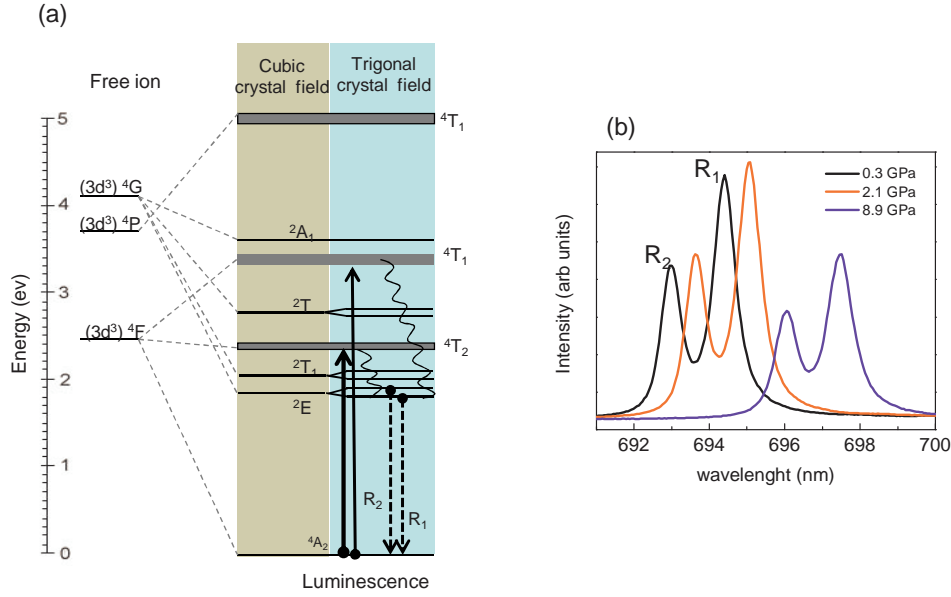 (a)
Free ion
Cubic
crystal field
Trigonal
crystal field
Energy (ev)
5
4
3
2
1
0
(3d³) ⁴G
(3d³) ⁴P
(3d³) ⁴F
⁴T₁
²A₁
⁴T₁
²T
⁴T₂
²T₁
²E
R₂
R₁
⁴A₂
Luminescence
(b)
R₁
R₂
0.3 GPa
2.1 GPa
8.9 GPa
Intensity (arb units)
692
694
696
698
700
wavelenght (nm)